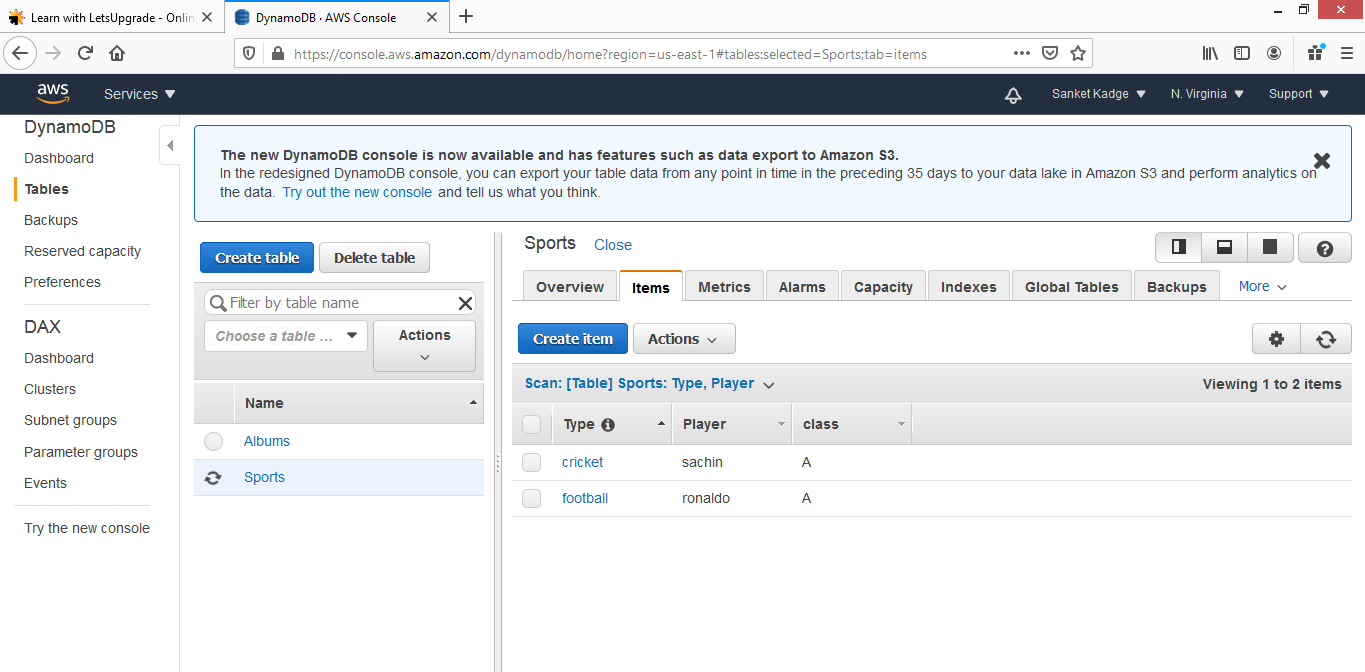 Learn with LetsUpgrade - Onlin
DynamoDB · AWS Console
https://console.aws.amazon.com/dynamodb/home?region=us-east-1#tables:selected=Sports;tab=items
aws
Services
Sanket Kadge
N. Virginia
Support
DynamoDB
Dashboard
Tables
Backups
Reserved capacity
Preferences
DAX
Dashboard
Clusters
Subnet groups
Parameter groups
Events
Try the new console
The new DynamoDB console is now available and has features such as data export to Amazon S3.
In the redesigned DynamoDB console, you can export your table data from any point in time in the preceding 35 days to your data lake in Amazon S3 and perform analytics on
the data. Try out the new console and tell us what you think.
Create table
Delete table
Filter by table name
Choose a table ...
Actions
Name
Albums
Sports
Sports Close
Overview Items Metrics Alarms Capacity Indexes Global Tables Backups More
Create item
Actions
Scan: [Table] Sports: Type, Player
Viewing 1 to 2 items
Type Player class
cricket sachin A
football ronaldo A